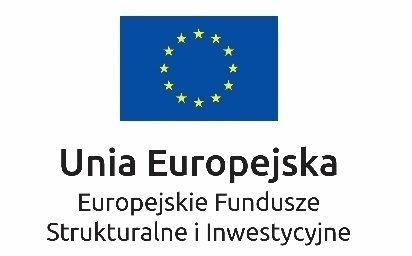 Unia Europejska
Europejskie Fundusze
Strukturalne i Inwestycyjne